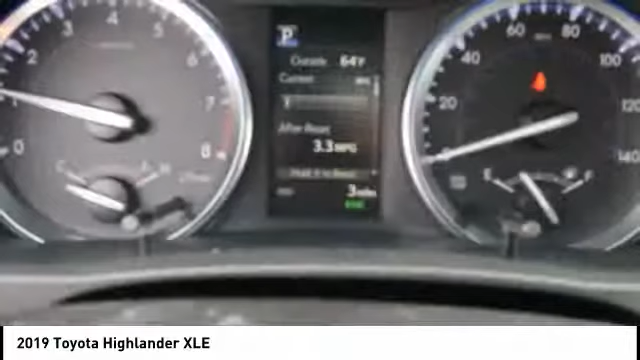 0
1
2
3
4
5
6
7
8
P
Outside 64°F
Current
After Reset
3.3 MPG
3 min
C H
20
40
60
80
100
120
140
E F
2019 Toyota Highlander XLE